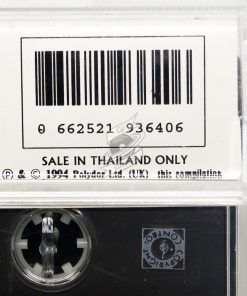 0 662521 936406
SALE IN THAILAND ONLY
℗ & © 1994 Polydor Ltd. (UK) this compilation